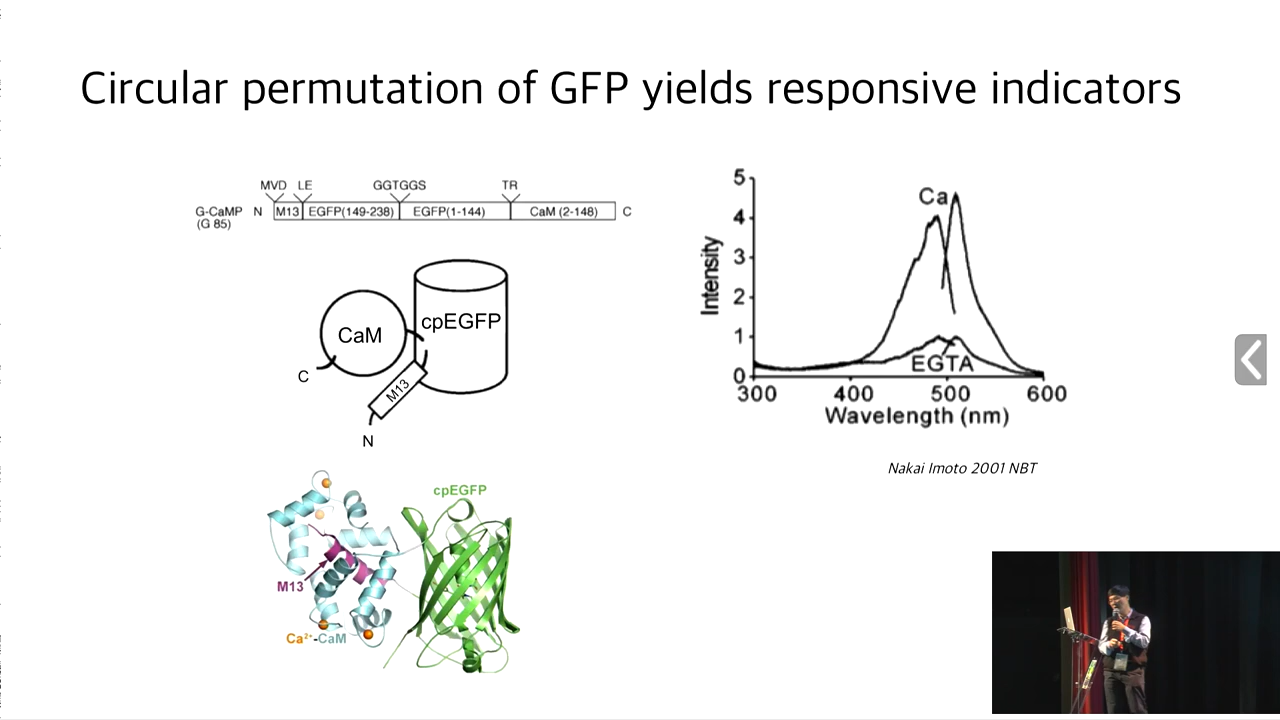 Circular permutation of GFP yields responsive indicators
MVD LE GGTGGS TR
G-CaMP N M13 EGFP(149-238) EGFP(1-144) CaM (2-148) C
(G 85)
CaM
cpEGFP
C
M13
N
cpEGFP
M13
Ca²⁺-CaM
5
4
3
2
1
0
Intensity
Ca
EGTA
300 400 500 600
Wavelength (nm)
Nakai Imoto 2001 NBT